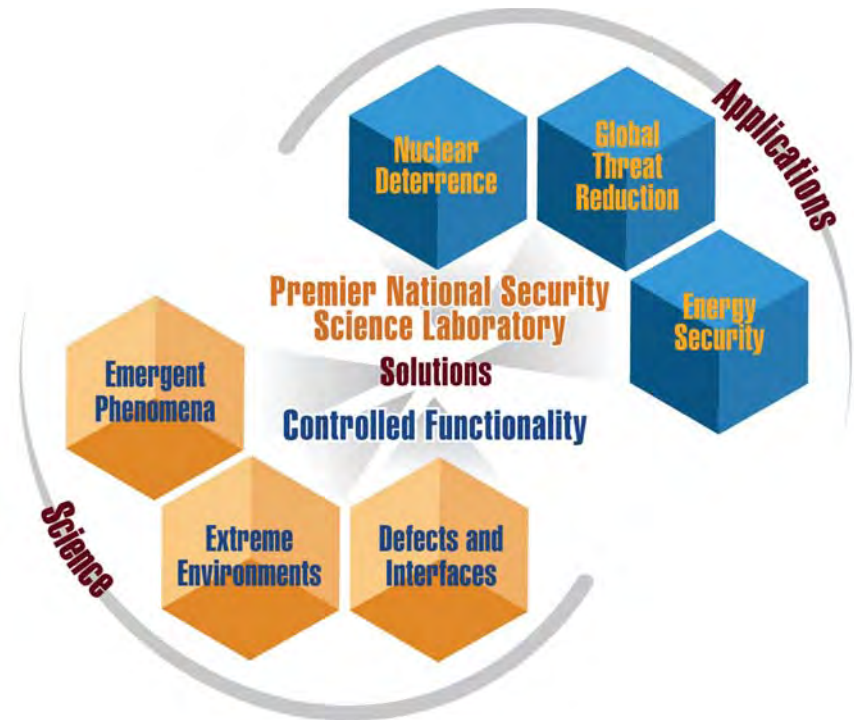 Applications
Nuclear
Deterrence
Global
Threat
Reduction
Energy
Security
Premier National Security
Science Laboratory
Solutions
Controlled Functionality
Emergent
Phenomena
Extreme
Environments
Defects and
Interfaces
Science